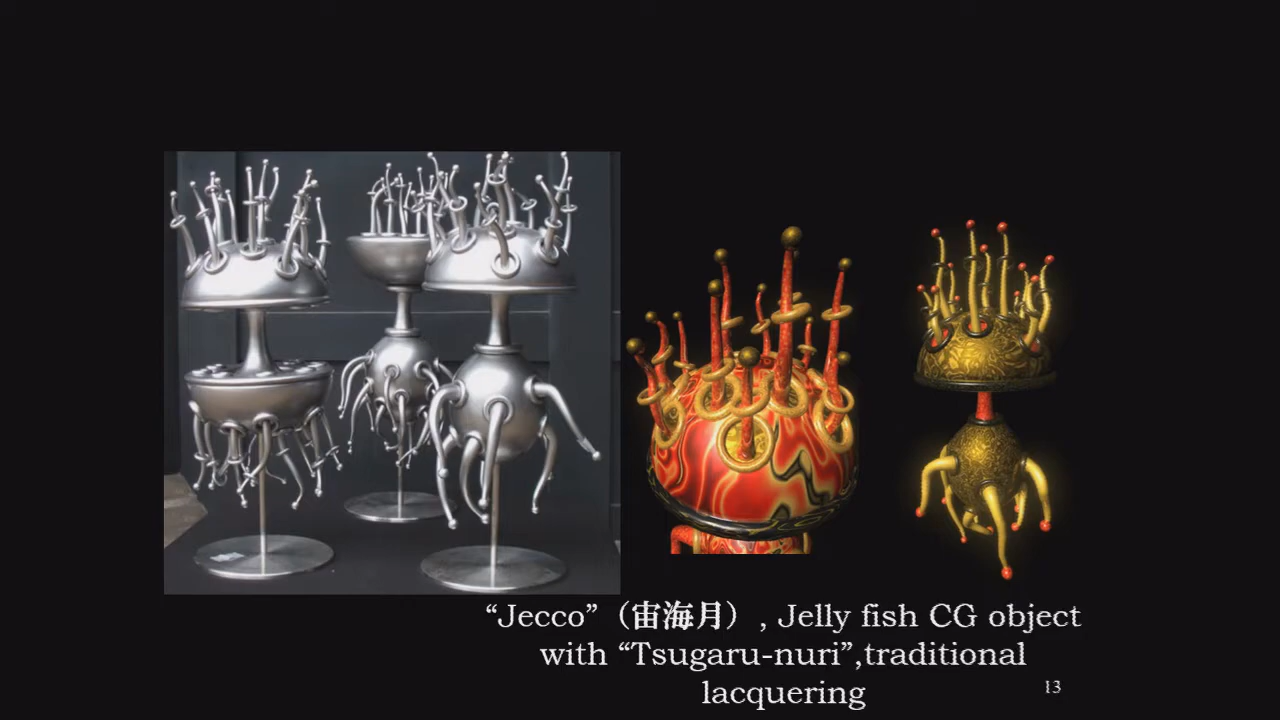 “Jecco”（宙海月）, Jelly fish CG object
with “Tsugaru-nuri”,traditional
lacquering
13